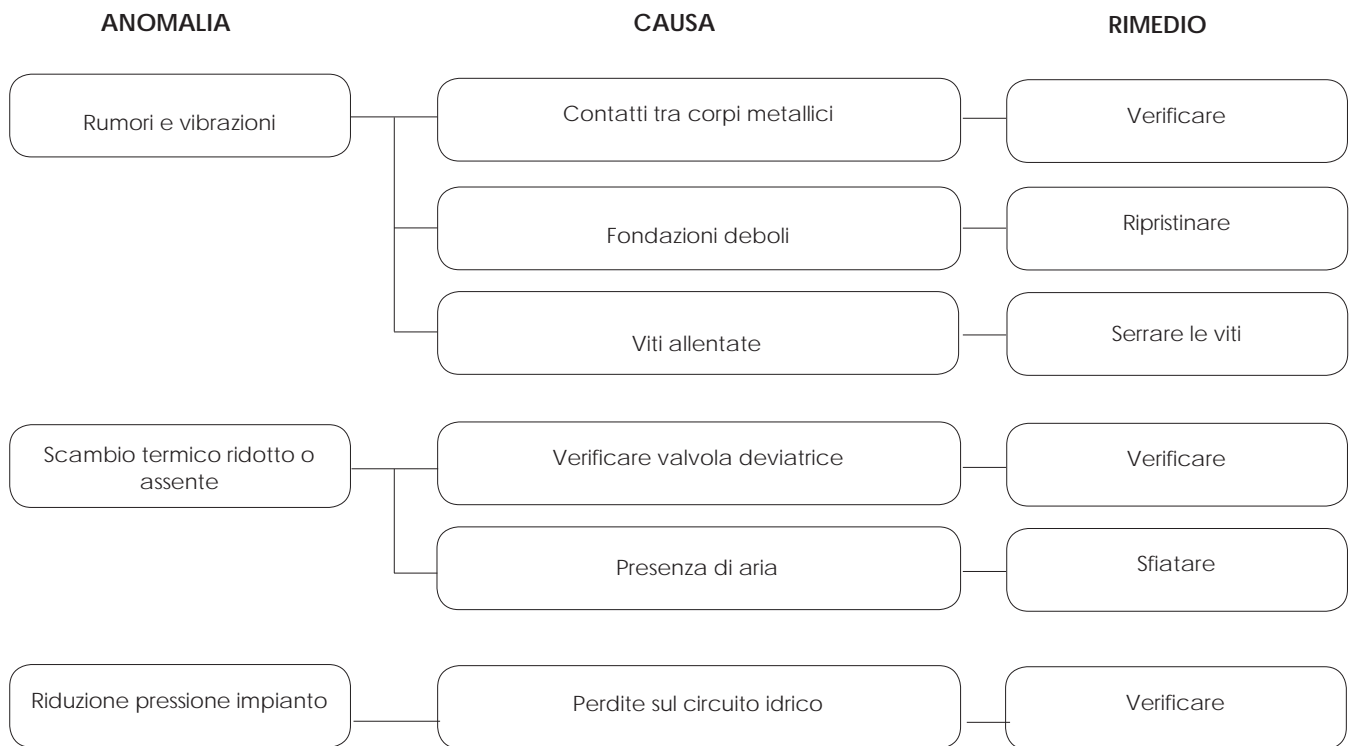 ANOMALIA
CAUSA
RIMEDIO
Rumori e vibrazioni
Contatti tra corpi metallici
Verificare
Fondazioni deboli
Ripristinare
Viti allentate
Serrare le viti
Scambio termico ridotto o
assente
Verificare valvola deviatrice
Verificare
Presenza di aria
Sfiatare
Riduzione pressione impianto
Perdite sul circuito idrico
Verificare